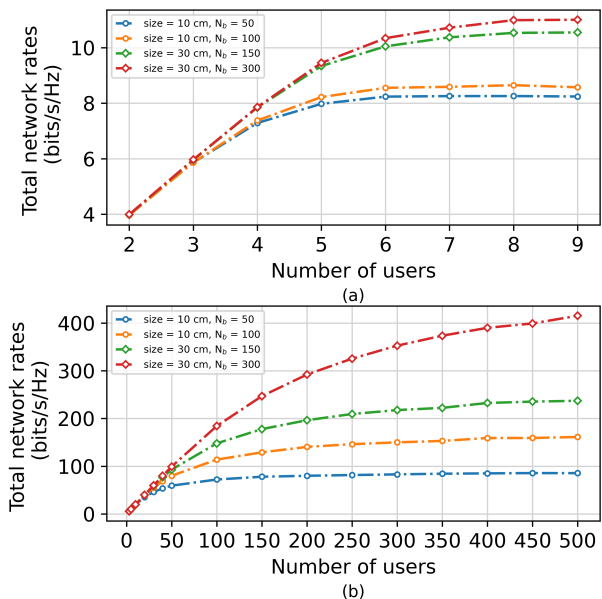 Total network rates
(bits/s/Hz)
10
8
6
4
size = 10 cm, N_b = 50
size = 10 cm, N_b = 100
size = 30 cm, N_b = 150
size = 30 cm, N_b = 300
2 3 4 5 6 7 8 9
Number of users
(a)
Total network rates
(bits/s/Hz)
400
300
200
100
0
size = 10 cm, N_b = 50
size = 10 cm, N_b = 100
size = 30 cm, N_b = 150
size = 30 cm, N_b = 300
0 50 100 150 200 250 300 350 400 450 500
Number of users
(b)